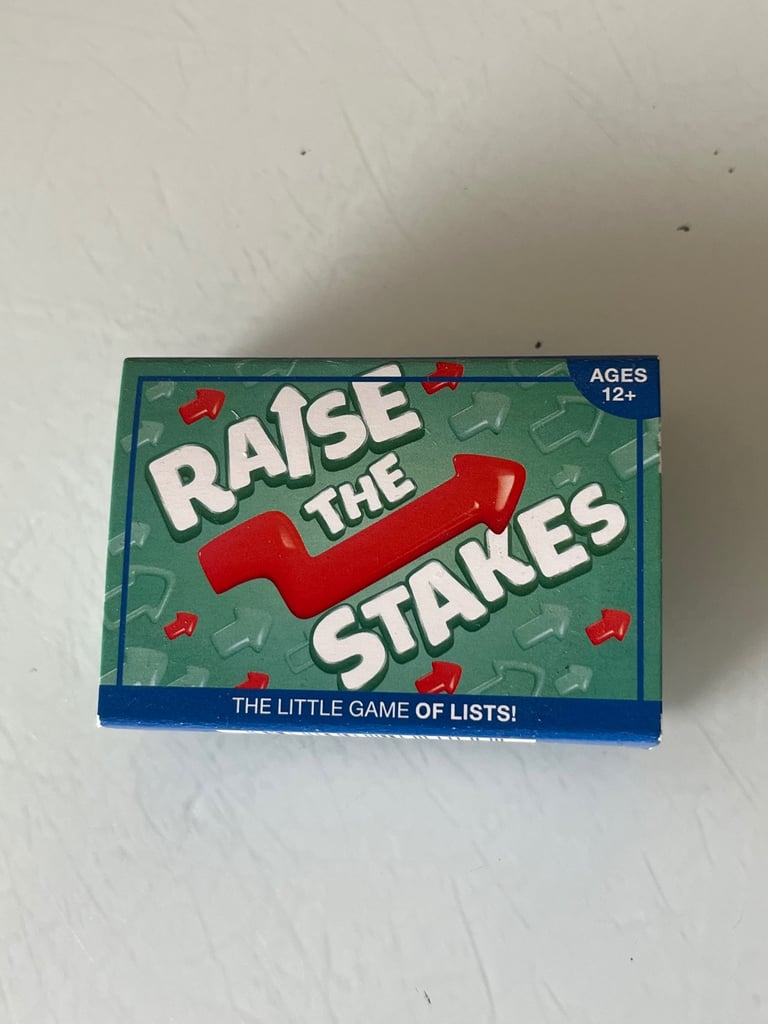 RAISE
THE
STAKES
AGES
12+
THE LITTLE GAME OF LISTS!